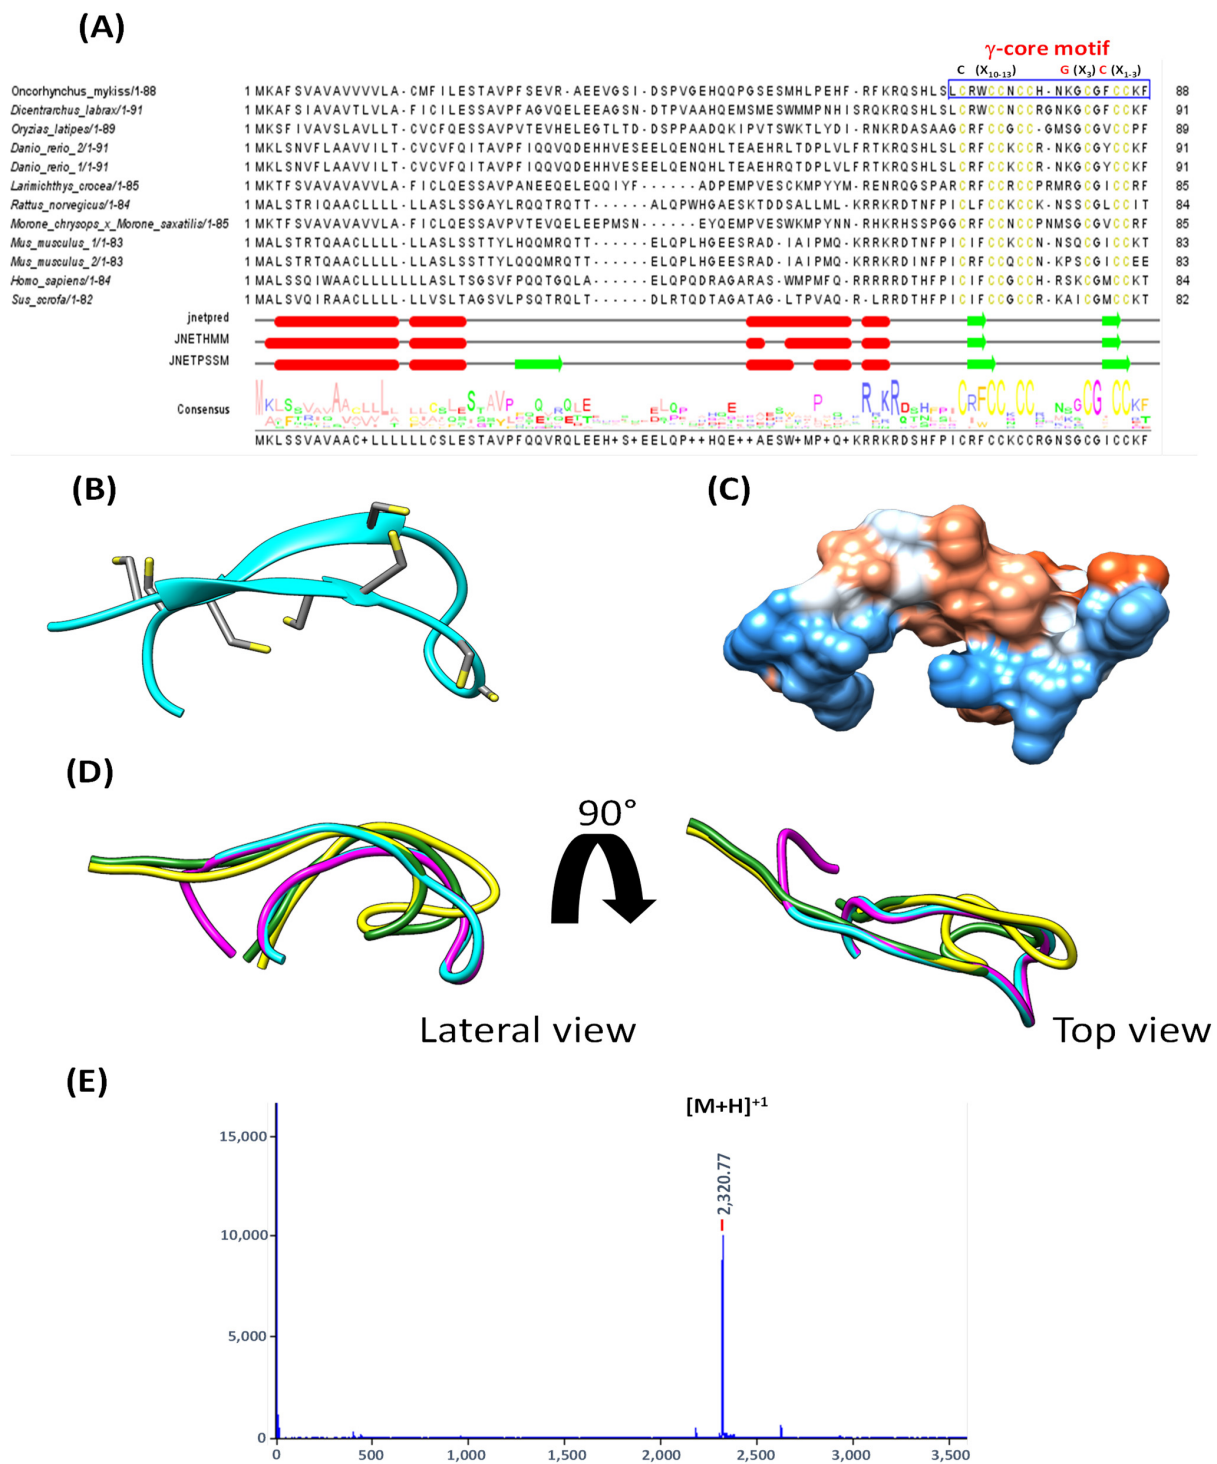 (A)
γ-core motif
C (X10-13) G (X3) C (X1-3)
Oncorhynchus_mykiss/1-88 1 MKAFSVAVAVVVVLA-CMFILESTAVPFSEVR-AEEVGSI-DSPVGEHQQPGSESMHLPEHF-RFKRQSHLSLCRWCCNCCH-NKGCGFCCKF 88
Dicentrarchus_labrax/1-91 1 MKAFSIAVAVTLVLA-FICILESSAVPFAGVQELEEAGSN-DTPVAAHQEMSMESWMMPNHISRQKRQSHLSLCRWCCNCCRGNKGCGFCCKF 91
Oryzias_latipes/1-89 1 MKSFIVAVSLAVLLT-CVCFQESSAVPVTEVHELEGTLTD-DSPPAADQKIPVTSWKTLYDI-RNKRDASAAGCRFCCGCC-GMSGCGVCCPF 89
Danio_rerio_2/1-91 1 MKLSNVFLAAVVILT-CVCVFQITAVPFIQQVQDEHHVESEELQENQHLTEAEHRLTDPLVLFRTKRQSHLSLCRFCCKCCR-NKGCGYCCKF 91
Danio_rerio_1/1-91 1 MKLSNVFLAAVVILT-CVCVFQITAVPFIQQVQDEHHVESEELQENQHLTEAEHRQTDPLVLFRTKRQSHLSLCRFCCKCCR-NKGCGYCCKF 91
Larimichthys_crocea/1-85 1 MKTFSVAVAVAVVLA-FICLQESSAVPANEEQELEQQIYF------ADPEMPVESCKMPYYM-RENRQGSPARCRFCCRCCPRMRGCGICCRF 85
Rattus_norvegicus/1-84 1 MALSTRIQAACLLLL-LLASLSSGAYLRQQTRQTT------ALQPWHGAESKTDDSALLMLKRRKRDTNFPICLFCCKCCK-NSSCGLCCIT 84
Morone_chrysops_x_Morone_saxatilis/1-85 1 MKTFSVAVAVAVVLA-FICLQESSAVPVTEVQELEEPMSN------EYQEMPVESWKMPYNN-RHKRHSSPGGCRFCCNCCPNMSGCGVCCRF 85
Mus_musculus_1/1-83 1 MALSTRTQAACLLLL-LLASLSSTTYLHQQMRQTT------ELQPLHGEESRAD-IAIPMQ-KRRKRDTNFPICIFCCKCCN-NSQCGICCKT 83
Mus_musculus_2/1-83 1 MALSTRTQAACLLLL-LLASLSSTTYLQQQMRQTT------ELQPLHGEESRAD-IAIPMQ-KRRKRDINFPICRFCCQCCN-KPSCGICCEE 83
Homo_sapiens/1-84 1 MALSSQIWAACLLLLLLLASLTSGSVFPQQTGQLA------ELQPQDRAGARAS-WMPMFQ-RRRRRDTHFPICIFCCGCCH-RSKCGMCCKT 84
Sus_scrofa/1-82 1 MALSVQIRAACLLLL-LLVSLTAGSVLPSQTRQLT------DLRTQDTAGATAG-LTPVAQ-R-LRRDTHFPICIFCCGCCR-KAICGMCCKT 82
jnetpred
JNETHMM
JNETPSSM
Consensus
MKLSSVAVAAC+LLLLLLCSLESTAVPFQQVRQLEEH+S+EELQP++HQE++AESW+MP+Q+KRRKRDSHFPICRFCCKCCRGNSGCGICCKF
(B)
(C)
(D)
90°
Lateral view
Top view
(E)
[M+H]+1
2,320.77
15,000
10,000
5,000
0
0 500 1,000 1,500 2,000 2,500 3,000 3,500